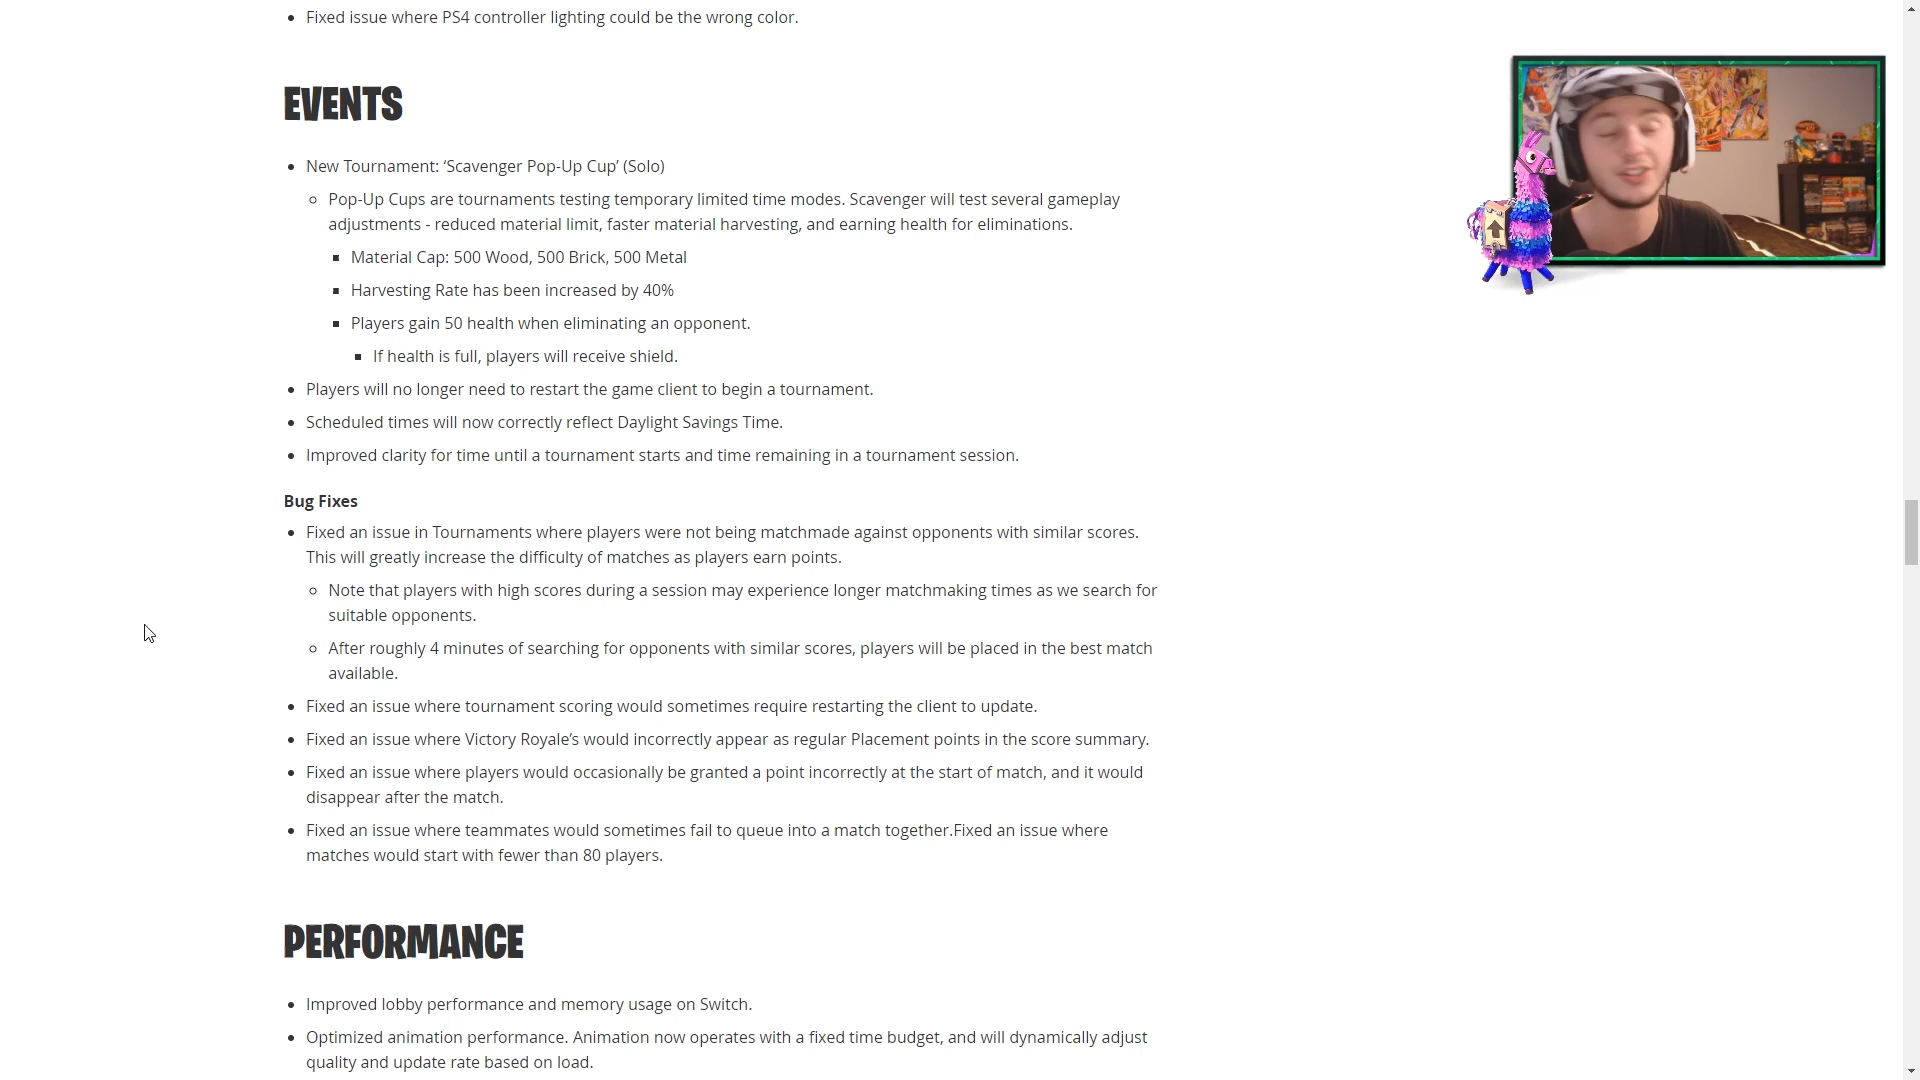 Fixed issue where PS4 controller lighting could be the wrong color.
EVENTS
New Tournament: ‘Scavenger Pop-Up Cup’ (Solo)
Pop-Up Cups are tournaments testing temporary limited time modes. Scavenger will test several gameplay
adjustments - reduced material limit, faster material harvesting, and earning health for eliminations.
Material Cap: 500 Wood, 500 Brick, 500 Metal
Harvesting Rate has been increased by 40%
Players gain 50 health when eliminating an opponent.
If health is full, players will receive shield.
Players will no longer need to restart the game client to begin a tournament.
Scheduled times will now correctly reflect Daylight Savings Time.
Improved clarity for time until a tournament starts and time remaining in a tournament session.
Bug Fixes
Fixed an issue in Tournaments where players were not being matchmade against opponents with similar scores.
This will greatly increase the difficulty of matches as players earn points.
Note that players with high scores during a session may experience longer matchmaking times as we search for
suitable opponents.
After roughly 4 minutes of searching for opponents with similar scores, players will be placed in the best match
available.
Fixed an issue where tournament scoring would sometimes require restarting the client to update.
Fixed an issue where Victory Royale’s would incorrectly appear as regular Placement points in the score summary.
Fixed an issue where players would occasionally be granted a point incorrectly at the start of match, and it would
disappear after the match.
Fixed an issue where teammates would sometimes fail to queue into a match together.Fixed an issue where
matches would start with fewer than 80 players.
PERFORMANCE
Improved lobby performance and memory usage on Switch.
Optimized animation performance. Animation now operates with a fixed time budget, and will dynamically adjust
quality and update rate based on load.